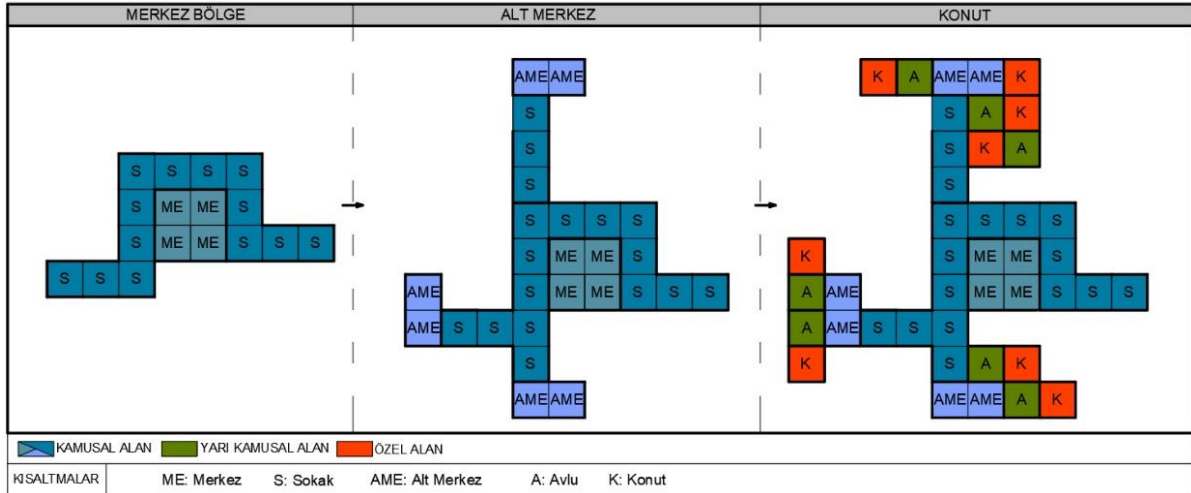 MERKEZ BÖLGE ALT MERKEZ KONUT
AME AME K A AME AME K
S S A K
S S K A
S S S S S S
S S S S S S S S
S ME ME S S ME ME S K S ME ME S
S ME ME S S S AME S ME ME S S S A AME S ME ME S S S
S S S AME S S S A AME S S S
S K S A K
AME AME AME AME A K
KAMUSAL ALAN YARI KAMUSAL ALAN ÖZEL ALAN
KISALTMALAR ME: Merkez S: Sokak AME: Alt Merkez A: Avlu K: Konut